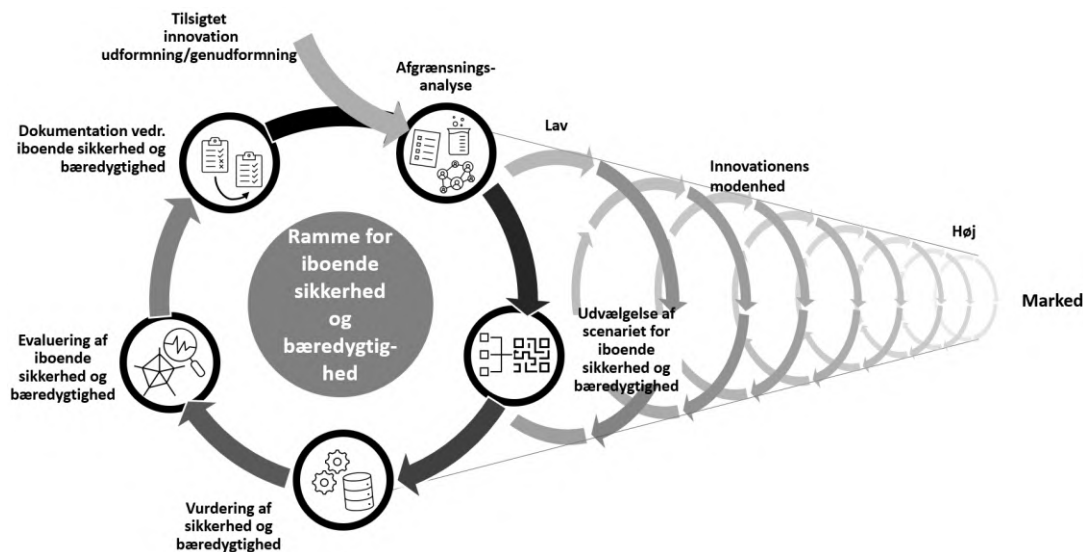 Tilsigtet
innovation
udformning/genudformning
Afgrænsnings-
analyse
Dokumentation vedr.
iboende sikkerhed og
bæredygtighed
Lav
Innovationens
modenhed
Høj
Ramme for
iboende
sikkerhed
og
bæredygtig-
hed
Marked
Udvælgelse af
scenariet for
iboende
sikkerhed og
bæredygtighed
Evaluering af
iboende
sikkerhed og
bæredygtighed
Vurdering af
sikkerhed og
bæredygtighed